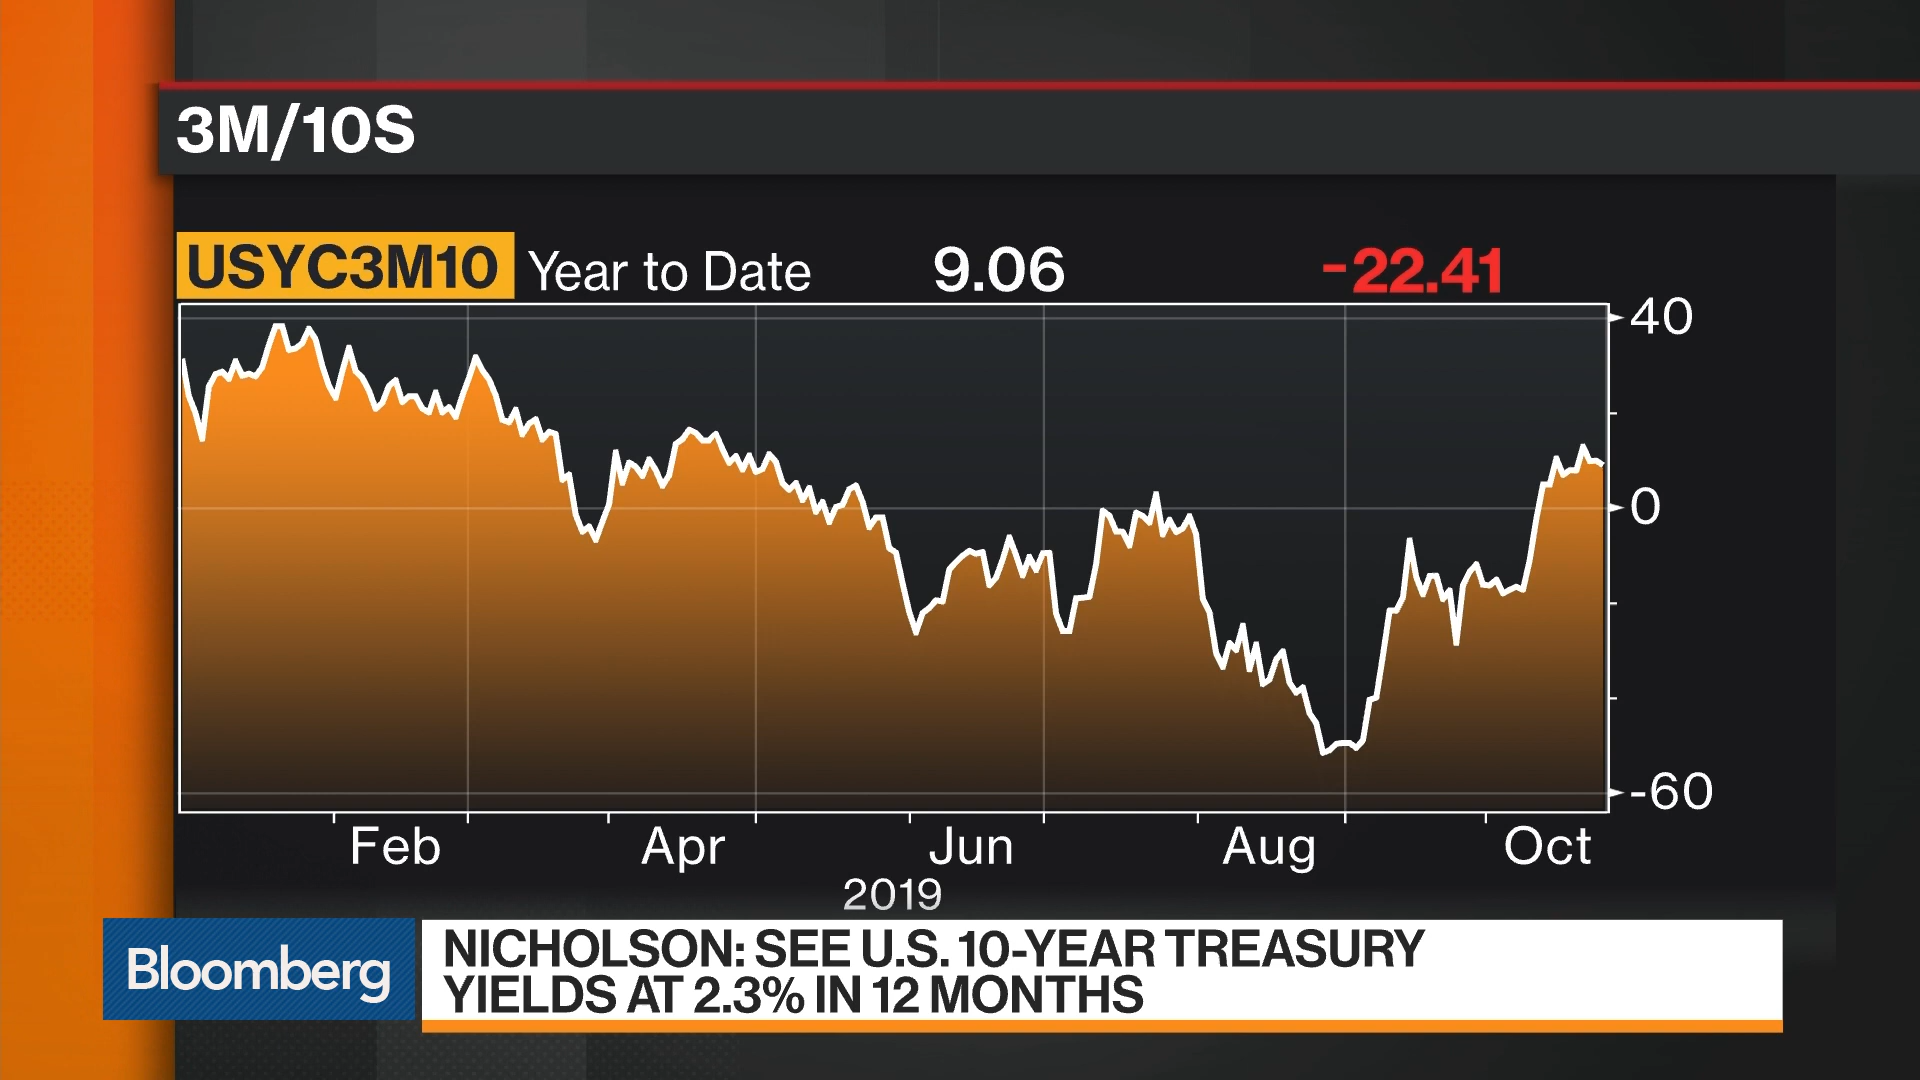 3M/10S
USYC3M10 Year to Date 9.06 -22.41
40
0
-60
Feb Apr Jun Aug Oct
2019
Bloomberg
NICHOLSON: SEE U.S. 10-YEAR TREASURY
YIELDS AT 2.3% IN 12 MONTHS